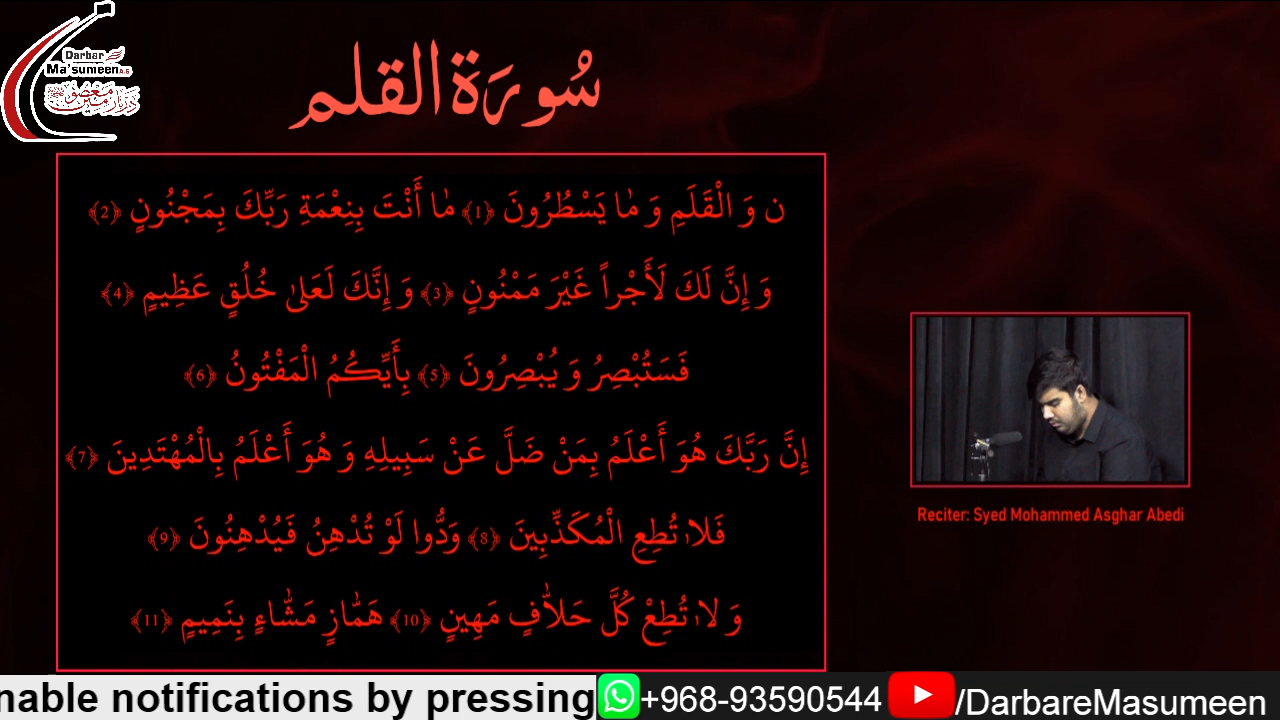 Darbar
Ma'sumeen A.S
سُورَة القلم
ن وَ الْقَلَمِ وَ مٰا يَسْطُرُونَ ﴿1﴾ مٰا أَنْتَ بِنِعْمَةِ رَبِّكَ بِمَجْنُونٍ ﴿2﴾
وَ إِنَّ لَكَ لَأَجْراً غَيْرَ مَمْنُونٍ ﴿3﴾ وَ إِنَّكَ لَعَلىٰ خُلُقٍ عَظِيمٍ ﴿4﴾
فَسَتُبْصِرُ وَ يُبْصِرُونَ ﴿5﴾ بِأَيِّكُمُ الْمَفْتُونُ ﴿6﴾
إِنَّ رَبَّكَ هُوَ أَعْلَمُ بِمَنْ ضَلَّ عَنْ سَبِيلِهِ وَ هُوَ أَعْلَمُ بِالْمُهْتَدِينَ ﴿7﴾
فَلاٰ تُطِعِ الْمُكَذِّبِينَ ﴿8﴾ وَدُّوا لَوْ تُدْهِنُ فَيُدْهِنُونَ ﴿9﴾
وَ لاٰ تُطِعْ كُلَّ حَلاّٰفٍ مَهِينٍ ﴿10﴾ هَمّٰازٍ مَشّٰاءٍ بِنَمِيمٍ ﴿11﴾
Reciter: Syed Mohammed Asghar Abedi
nable notifications by pressing +968-93590544 /DarbareMasumeen